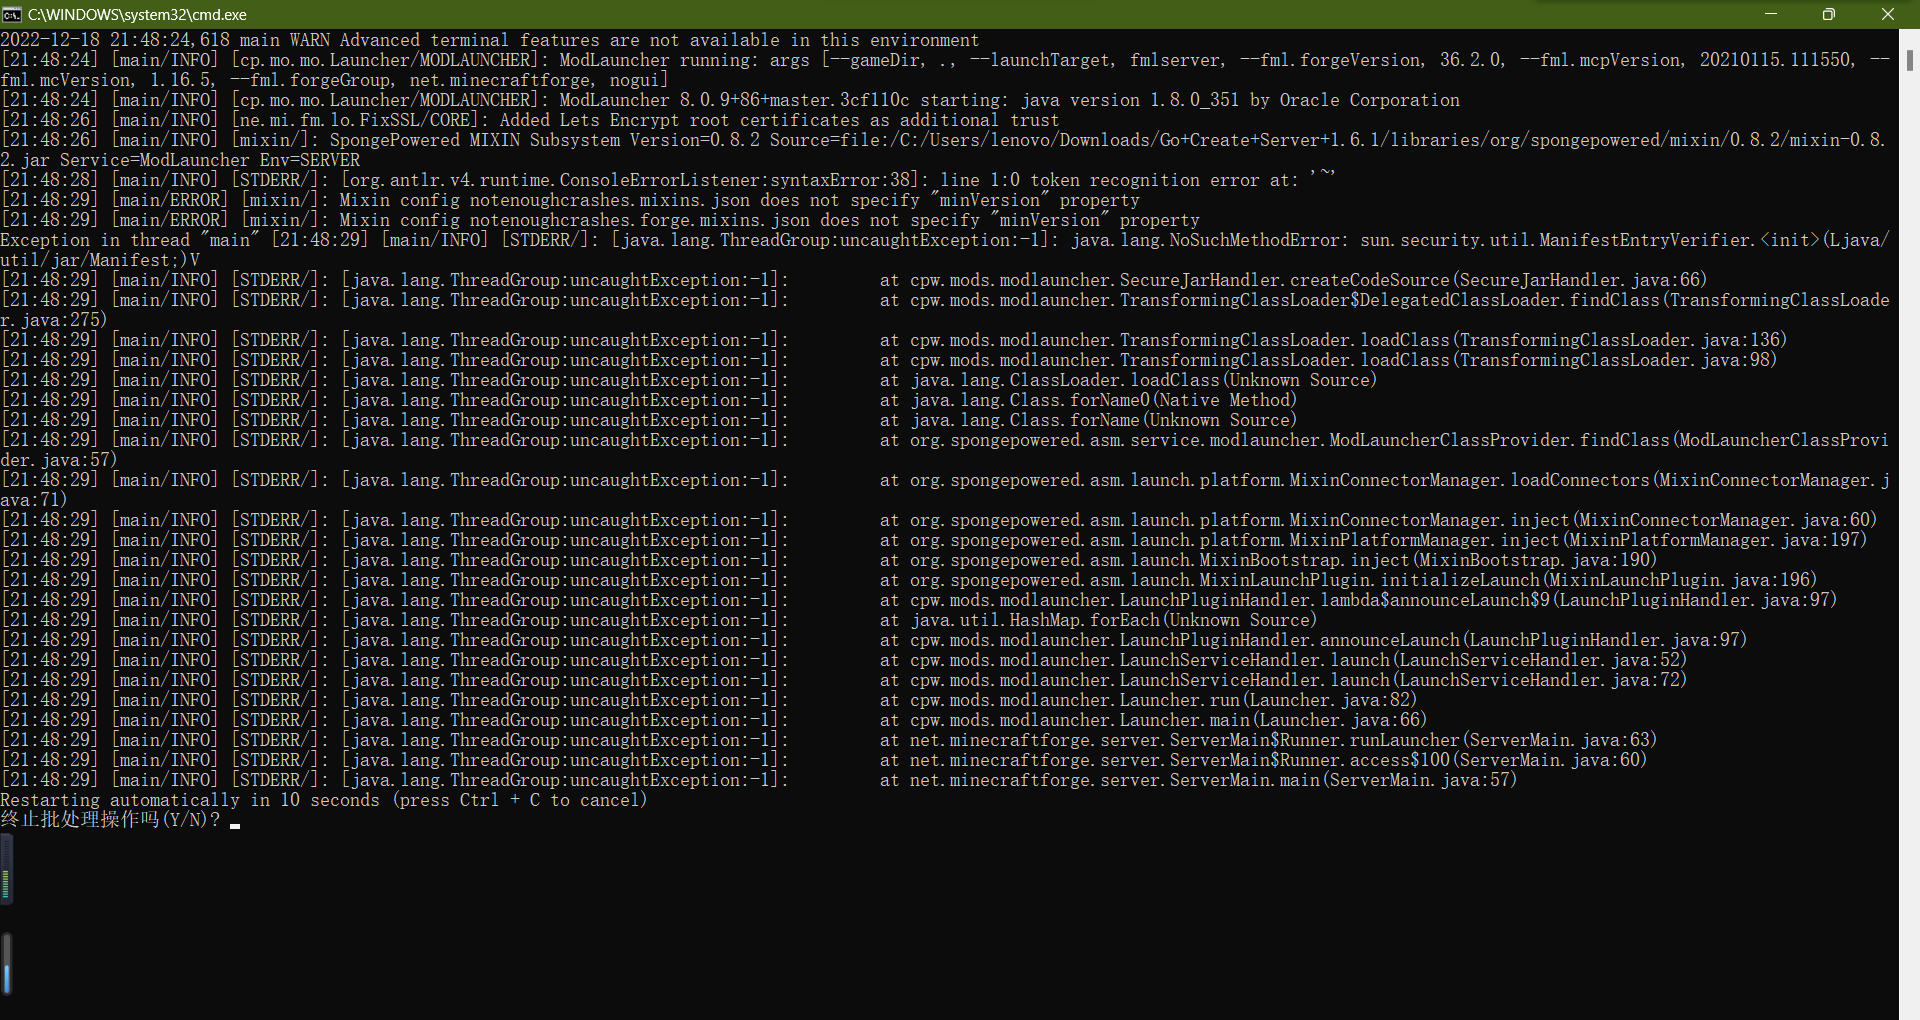 C:\WINDOWS\system32\cmd.exe
2022-12-18 21:48:24,618 main WARN Advanced terminal features are not available in this environment
[21:48:24] [main/INFO] [cp.mo.mo.Launcher/MODLAUNCHER]: ModLauncher running: args [--gameDir, ., --launchTarget, fmlserver, --fml.forgeVersion, 36.2.0, --fml.mcpVersion, 20210115.111550, --
fml.mcVersion, 1.16.5, --fml.forgeGroup, net.minecraftforge, nogui]
[21:48:24] [main/INFO] [cp.mo.mo.Launcher/MODLAUNCHER]: ModLauncher 8.0.9+86+master.3cf110c starting: java version 1.8.0_351 by Oracle Corporation
[21:48:26] [main/INFO] [ne.mi.fm.lo.FixSSL/CORE]: Added Lets Encrypt root certificates as additional trust
[21:48:26] [main/INFO] [mixin/]: SpongePowered MIXIN Subsystem Version=0.8.2 Source=file:/C:/Users/lenovo/Downloads/Go+Create+Server+1.6.1/libraries/org/spongepowered/mixin/0.8.2/mixin-0.8.
2.jar Service=ModLauncher Env=SERVER
[21:48:28] [main/INFO] [STDERR/]: [org.antlr.v4.runtime.ConsoleErrorListener:syntaxError:38]: line 1:0 token recognition error at: '~'
[21:48:29] [main/ERROR] [mixin/]: Mixin config notenoughcrashes.mixins.json does not specify "minVersion" property
[21:48:29] [main/ERROR] [mixin/]: Mixin config notenoughcrashes.forge.mixins.json does not specify "minVersion" property
Exception in thread "main" [21:48:29] [main/INFO] [STDERR/]: [java.lang.ThreadGroup:uncaughtException:-1]: java.lang.NoSuchMethodError: sun.security.util.ManifestEntryVerifier.<init>(Ljava/
util/jar/Manifest;)V
[21:48:29] [main/INFO] [STDERR/]: [java.lang.ThreadGroup:uncaughtException:-1]: at cpw.mods.modlauncher.SecureJarHandler.createCodeSource(SecureJarHandler.java:66)
[21:48:29] [main/INFO] [STDERR/]: [java.lang.ThreadGroup:uncaughtException:-1]: at cpw.mods.modlauncher.TransformingClassLoader$DelegatedClassLoader.findClass(TransformingClassLoade
r.java:275)
[21:48:29] [main/INFO] [STDERR/]: [java.lang.ThreadGroup:uncaughtException:-1]: at cpw.mods.modlauncher.TransformingClassLoader.loadClass(TransformingClassLoader.java:136)
[21:48:29] [main/INFO] [STDERR/]: [java.lang.ThreadGroup:uncaughtException:-1]: at cpw.mods.modlauncher.TransformingClassLoader.loadClass(TransformingClassLoader.java:98)
[21:48:29] [main/INFO] [STDERR/]: [java.lang.ThreadGroup:uncaughtException:-1]: at java.lang.ClassLoader.loadClass(Unknown Source)
[21:48:29] [main/INFO] [STDERR/]: [java.lang.ThreadGroup:uncaughtException:-1]: at java.lang.Class.forName0(Native Method)
[21:48:29] [main/INFO] [STDERR/]: [java.lang.ThreadGroup:uncaughtException:-1]: at java.lang.Class.forName(Unknown Source)
[21:48:29] [main/INFO] [STDERR/]: [java.lang.ThreadGroup:uncaughtException:-1]: at org.spongepowered.asm.service.modlauncher.ModLauncherClassProvider.findClass(ModLauncherClassProvi
der.java:57)
[21:48:29] [main/INFO] [STDERR/]: [java.lang.ThreadGroup:uncaughtException:-1]: at org.spongepowered.asm.launch.platform.MixinConnectorManager.loadConnectors(MixinConnectorManager.j
ava:71)
[21:48:29] [main/INFO] [STDERR/]: [java.lang.ThreadGroup:uncaughtException:-1]: at org.spongepowered.asm.launch.platform.MixinConnectorManager.inject(MixinConnectorManager.java:60)
[21:48:29] [main/INFO] [STDERR/]: [java.lang.ThreadGroup:uncaughtException:-1]: at org.spongepowered.asm.launch.platform.MixinPlatformManager.inject(MixinPlatformManager.java:197)
[21:48:29] [main/INFO] [STDERR/]: [java.lang.ThreadGroup:uncaughtException:-1]: at org.spongepowered.asm.launch.MixinBootstrap.inject(MixinBootstrap.java:190)
[21:48:29] [main/INFO] [STDERR/]: [java.lang.ThreadGroup:uncaughtException:-1]: at org.spongepowered.asm.launch.MixinLaunchPlugin.initializeLaunch(MixinLaunchPlugin.java:196)
[21:48:29] [main/INFO] [STDERR/]: [java.lang.ThreadGroup:uncaughtException:-1]: at cpw.mods.modlauncher.LaunchPluginHandler.lambda$announceLaunch$9(LaunchPluginHandler.java:97)
[21:48:29] [main/INFO] [STDERR/]: [java.lang.ThreadGroup:uncaughtException:-1]: at java.util.HashMap.forEach(Unknown Source)
[21:48:29] [main/INFO] [STDERR/]: [java.lang.ThreadGroup:uncaughtException:-1]: at cpw.mods.modlauncher.LaunchPluginHandler.announceLaunch(LaunchPluginHandler.java:97)
[21:48:29] [main/INFO] [STDERR/]: [java.lang.ThreadGroup:uncaughtException:-1]: at cpw.mods.modlauncher.LaunchServiceHandler.launch(LaunchServiceHandler.java:52)
[21:48:29] [main/INFO] [STDERR/]: [java.lang.ThreadGroup:uncaughtException:-1]: at cpw.mods.modlauncher.LaunchServiceHandler.launch(LaunchServiceHandler.java:72)
[21:48:29] [main/INFO] [STDERR/]: [java.lang.ThreadGroup:uncaughtException:-1]: at cpw.mods.modlauncher.Launcher.run(Launcher.java:82)
[21:48:29] [main/INFO] [STDERR/]: [java.lang.ThreadGroup:uncaughtException:-1]: at cpw.mods.modlauncher.Launcher.main(Launcher.java:66)
[21:48:29] [main/INFO] [STDERR/]: [java.lang.ThreadGroup:uncaughtException:-1]: at net.minecraftforge.server.ServerMain$Runner.runLauncher(ServerMain.java:63)
[21:48:29] [main/INFO] [STDERR/]: [java.lang.ThreadGroup:uncaughtException:-1]: at net.minecraftforge.server.ServerMain$Runner.access$100(ServerMain.java:60)
[21:48:29] [main/INFO] [STDERR/]: [java.lang.ThreadGroup:uncaughtException:-1]: at net.minecraftforge.server.ServerMain.main(ServerMain.java:57)
Restarting automatically in 10 seconds (press Ctrl + C to cancel)
终止批处理操作吗(Y/N)?